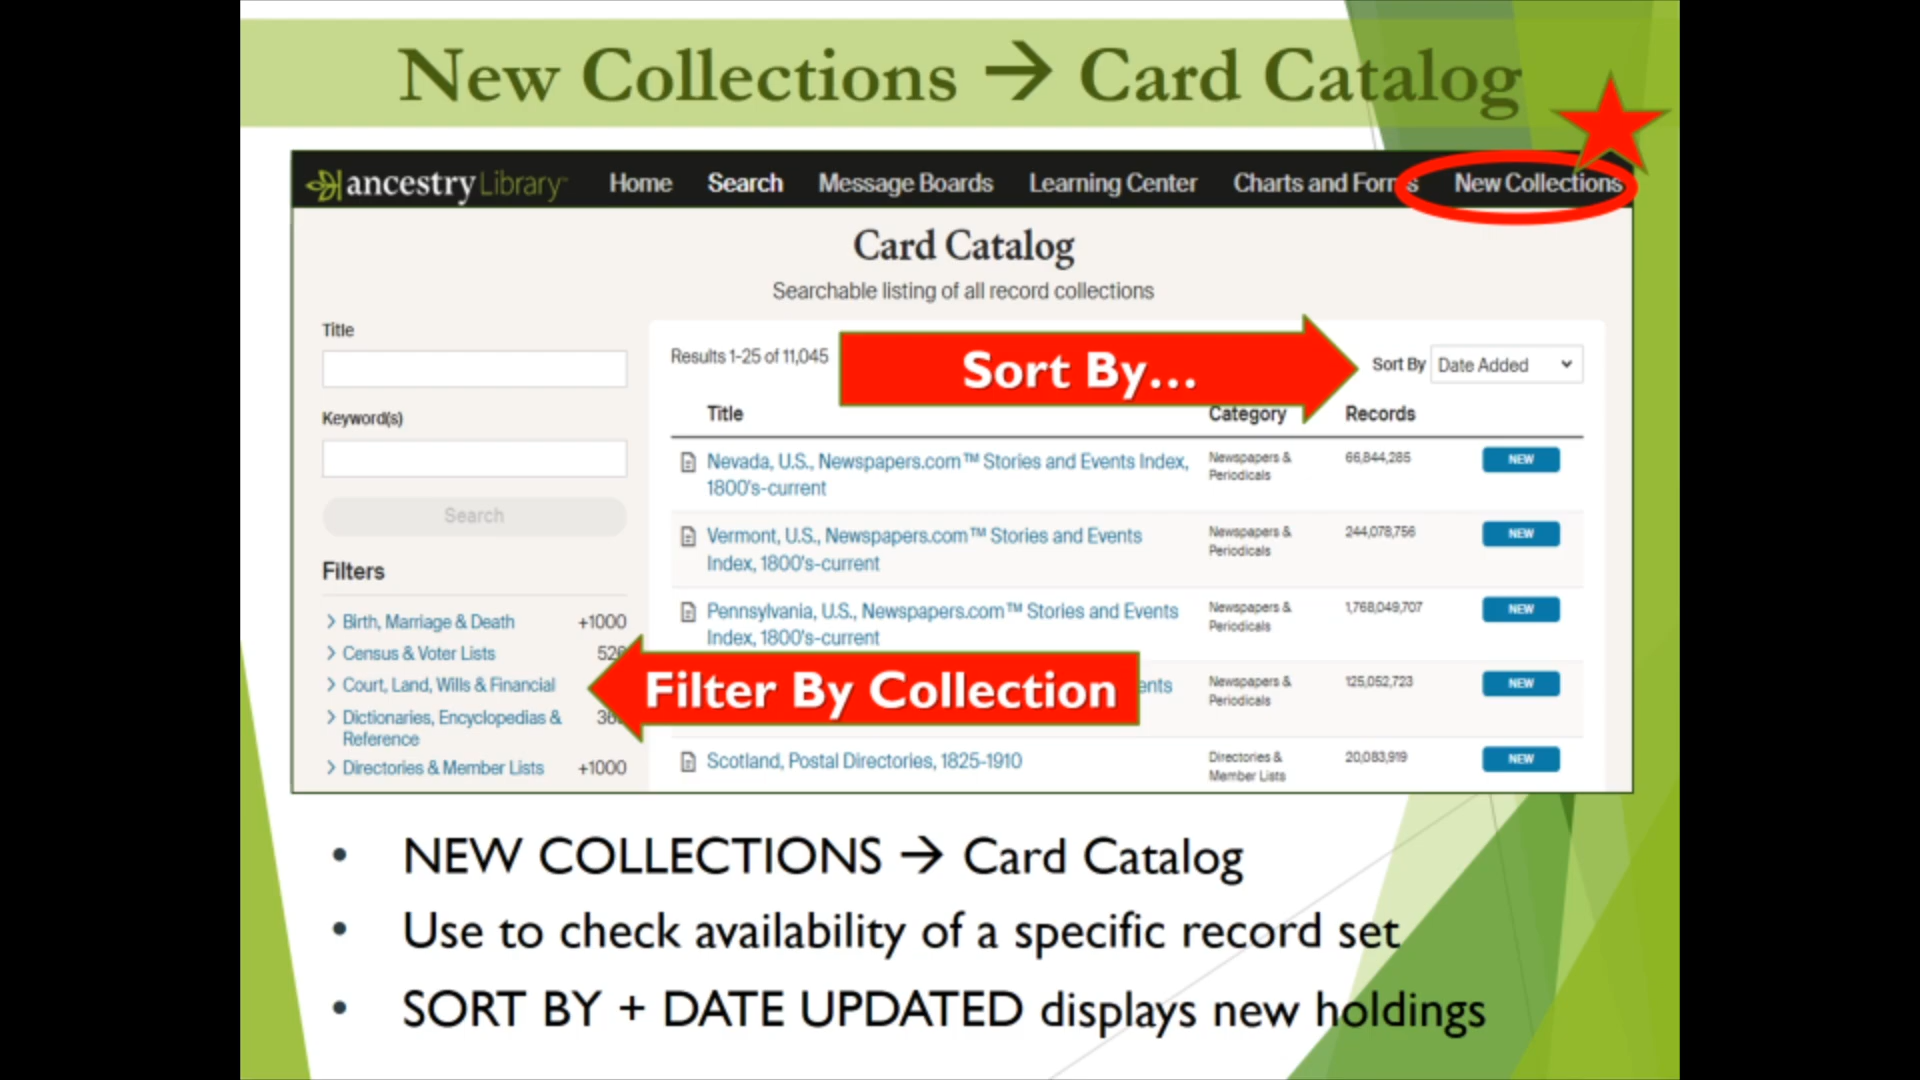 New Collections → Card Catalog
ancestryLibrary Home Search Message Boards Learning Center Charts and Forms New Collections
Card Catalog
Searchable listing of all record collections
Title
Keyword(s)
Search
Filters
Birth, Marriage & Death +1000
Census & Voter Lists
Court, Land, Wills & Financial
Dictionaries, Encyclopedias &
Reference
Directories & Member Lists +1000
Filter By Collection
Results 1-25 of 11,045
Sort By...
Sort By Date Added
Title Category Records
Nevada, U.S., Newspapers.com™ Stories and Events Index,
1800's-current
Newspapers &
Periodicals
66,844,285
NEW
Vermont, U.S., Newspapers.com™ Stories and Events
Index, 1800's-current
Newspapers &
Periodicals
244,078,756
NEW
Pennsylvania, U.S., Newspapers.com™ Stories and Events
Index, 1800's-current
Newspapers &
Periodicals
1,768,049,707
NEW
Newspapers &
Periodicals
125,052,723
NEW
Scotland, Postal Directories, 1825-1910
Directories &
Member Lists
20,083,919
NEW
• NEW COLLECTIONS → Card Catalog
• Use to check availability of a specific record set
• SORT BY + DATE UPDATED displays new holdings